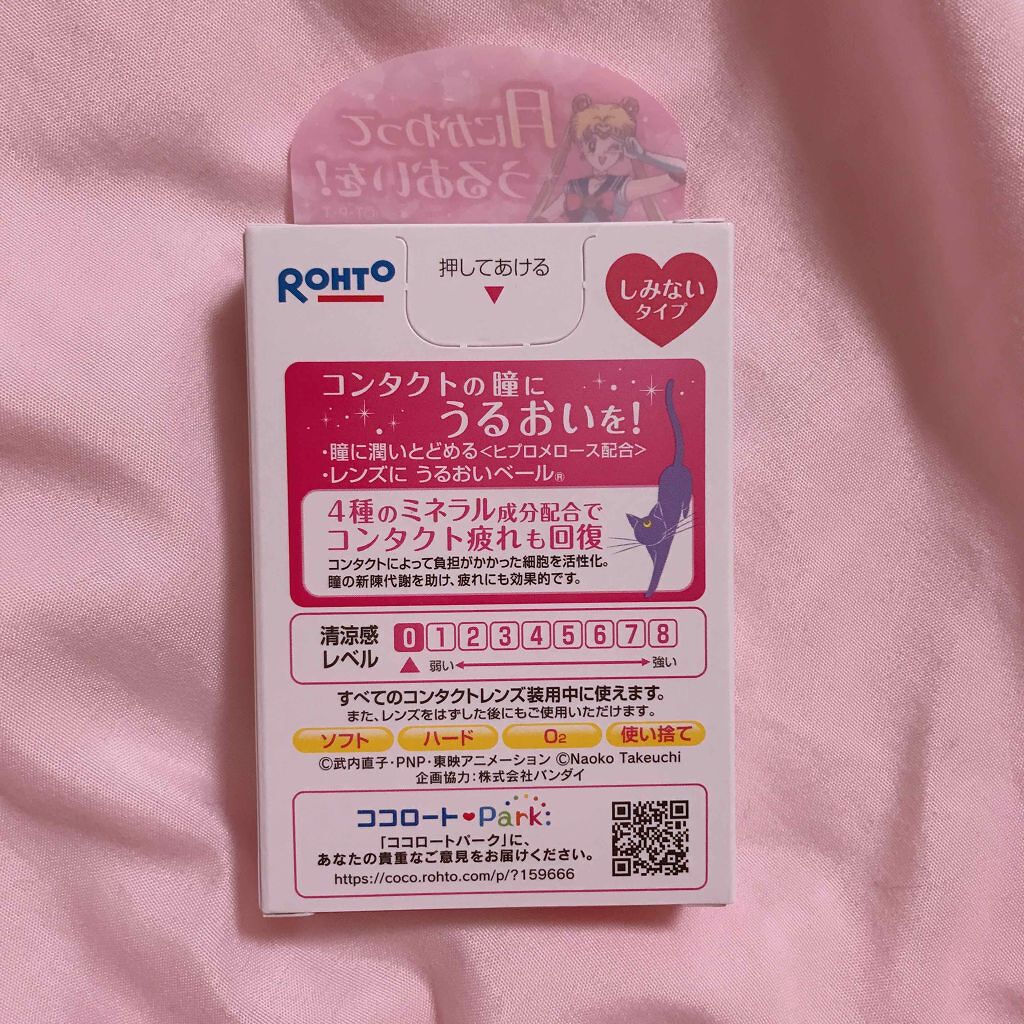 月にかわって
うるおいを!
ROHTO
押してあける
しみない
タイプ
コンタクトの瞳に
うるおいを!
・瞳に潤いとどめる<ヒプロメロース配合>
・レンズに うるおいベール®
4種のミネラル成分配合で
コンタクト疲れも回復
コンタクトによって負担がかかった細胞を活性化。
瞳の新陳代謝を助け、疲れにも効果的です。
清涼感
レベル
0 1 2 3 4 5 6 7 8
弱い 強い
すべてのコンタクトレンズ装用中に使えます。
また、レンズをはずした後にもご使用いただけます。
ソフト ハード O₂ 使い捨て
©武内直子・PNP・東映アニメーション ©Naoko Takeuchi
企画協力:株式会社バンダイ
ココロート♥Park:
「ココロートパーク」に、
あなたの貴重なご意見をお届けください。
https://coco.rohto.com/p/?159666